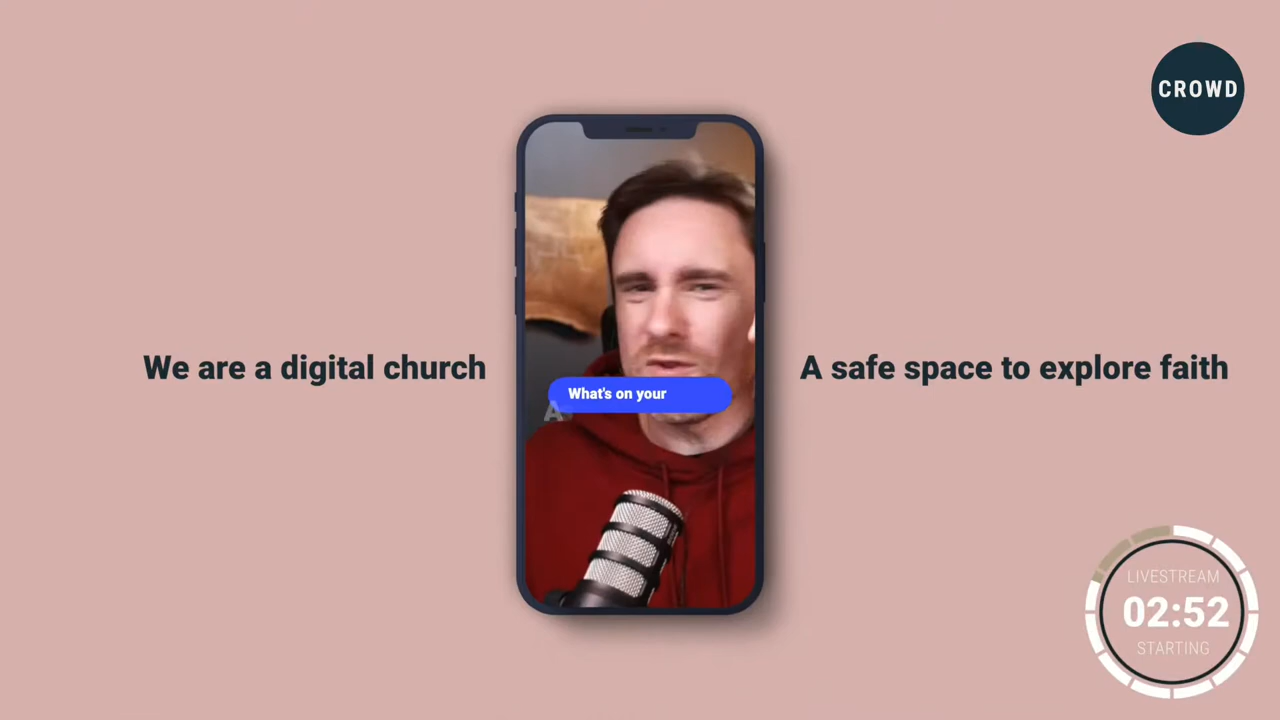 CROWD
We are a digital church
What's on your
A safe space to explore faith
LIVESTREAM
02:52
STARTING